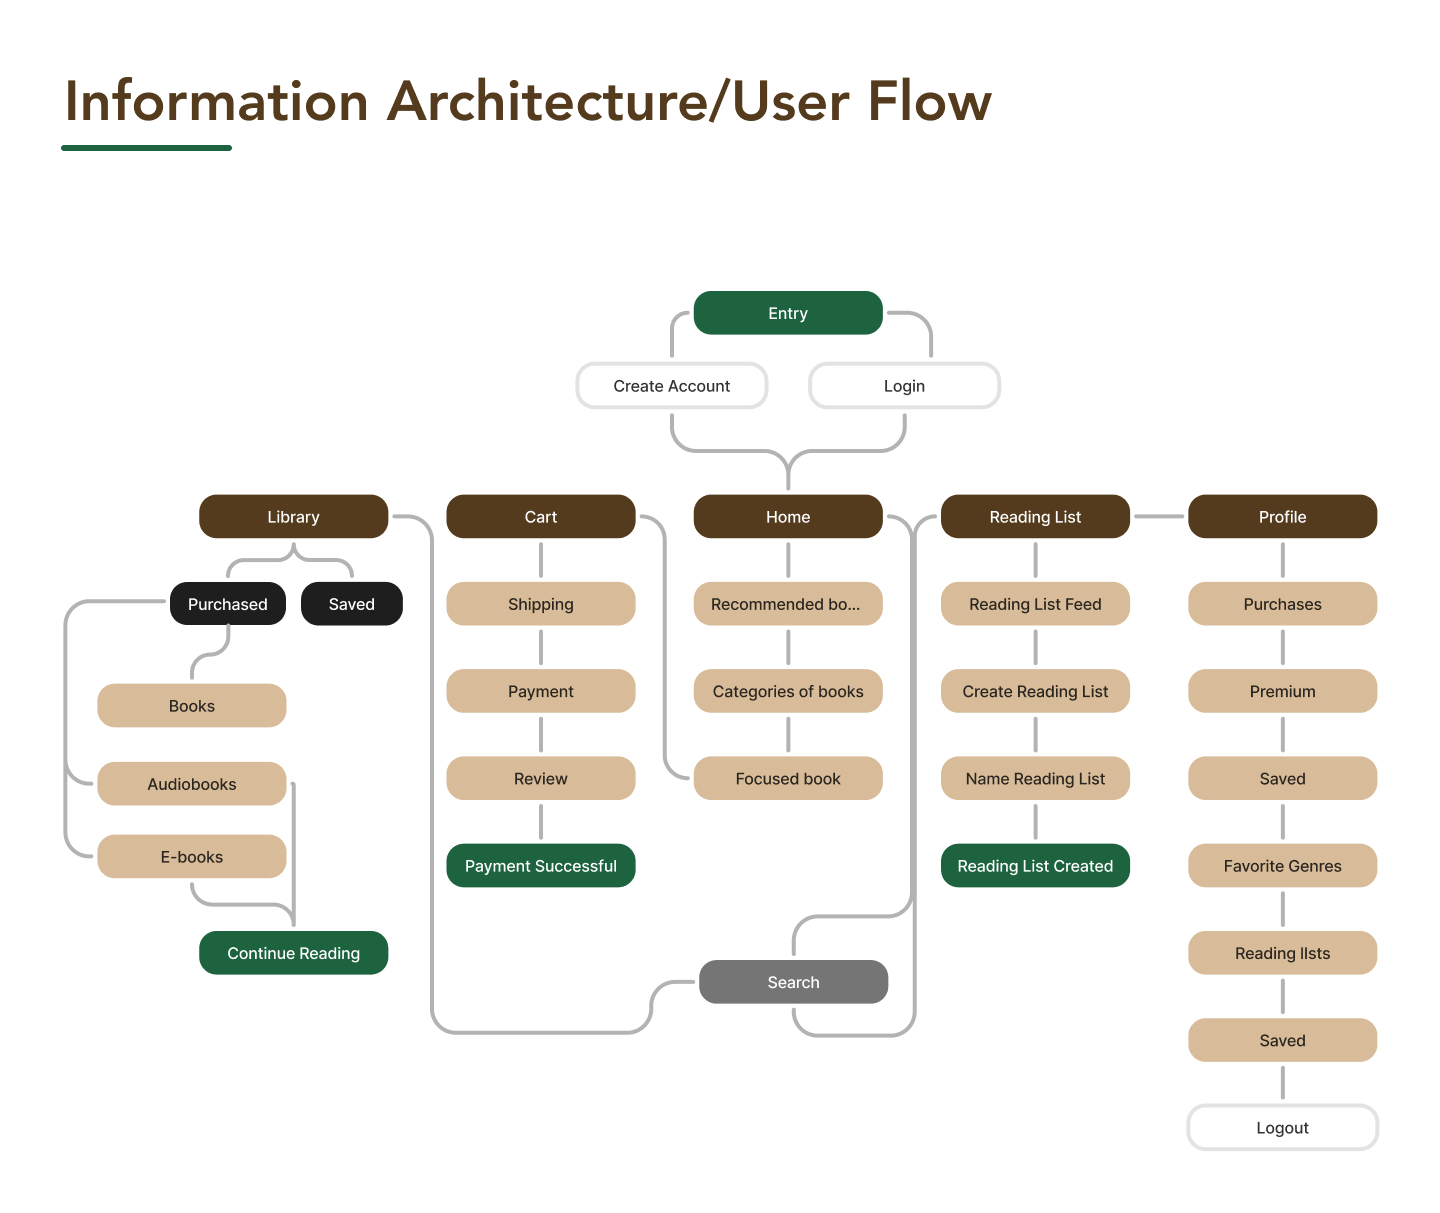 Information Architecture/User Flow
Entry
Create Account
Login
Library
Cart
Home
Reading List
Profile
Purchased
Saved
Shipping
Recommended bo...
Reading List Feed
Purchases
Books
Payment
Categories of books
Create Reading List
Premium
Audiobooks
Review
Focused book
Name Reading List
Saved
E-books
Payment Successful
Reading List Created
Favorite Genres
Continue Reading
Search
Reading lIsts
Saved
Logout